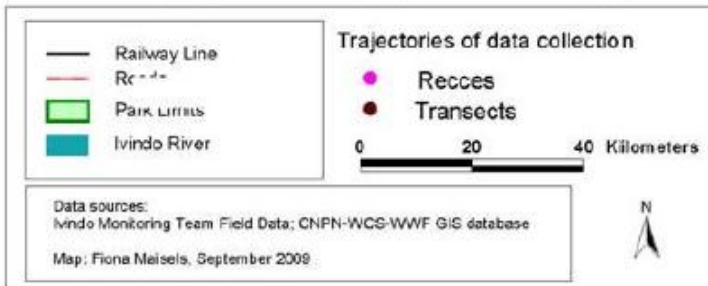 Railway Line
Park Limits
Ivindo River
Trajectories of data collection
Recces
Transects
0 20 40 Kilometers
Data sources:
Ivindo Monitoring Team Field Data; CNPN-WCS-WWF GIS database
Map: Fiona Maisels, September 2009
N